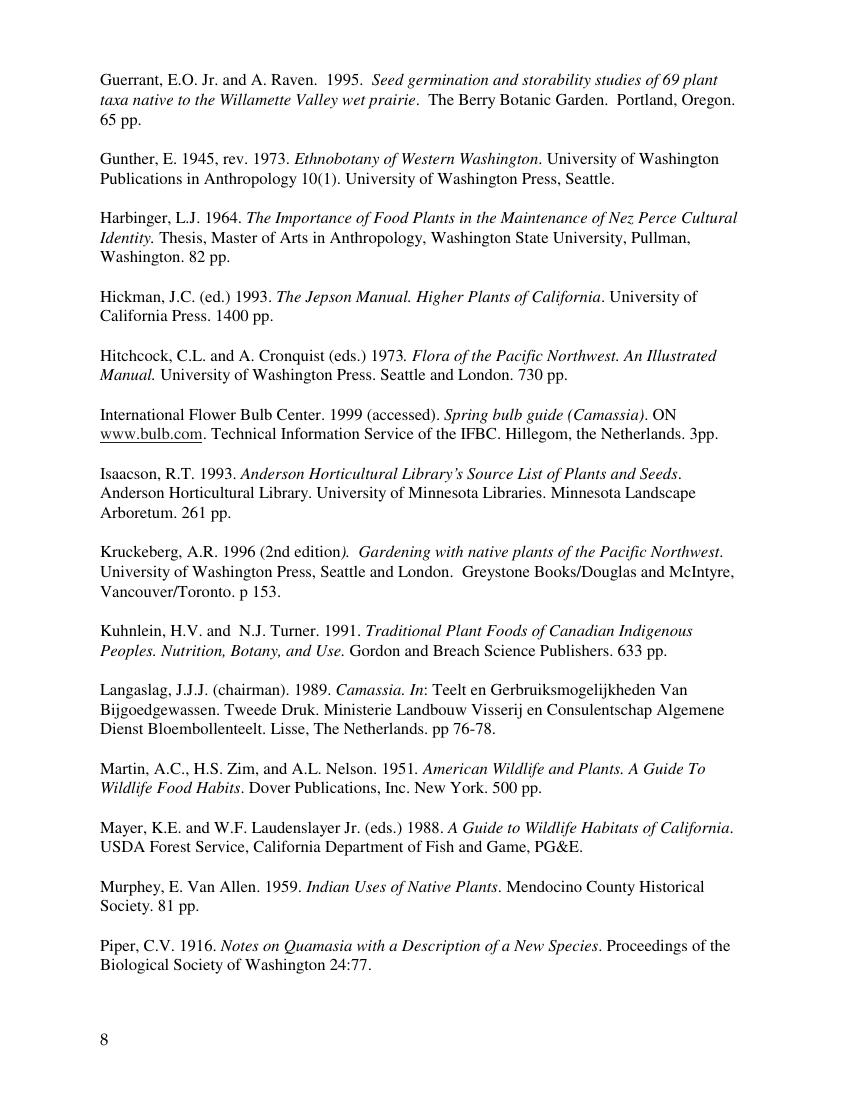 Guerrant, E.O. Jr. and A. Raven.  1995.  Seed germination and storability studies of 69 plant
taxa native to the Willamette Valley wet prairie.  The Berry Botanic Garden.  Portland, Oregon.
65 pp.
Gunther, E. 1945, rev. 1973. Ethnobotany of Western Washington. University of Washington
Publications in Anthropology 10(1). University of Washington Press, Seattle.
Harbinger, L.J. 1964. The Importance of Food Plants in the Maintenance of Nez Perce Cultural
Identity. Thesis, Master of Arts in Anthropology, Washington State University, Pullman,
Washington. 82 pp.
Hickman, J.C. (ed.) 1993. The Jepson Manual. Higher Plants of California. University of
California Press. 1400 pp.
Hitchcock, C.L. and A. Cronquist (eds.) 1973. Flora of the Pacific Northwest. An Illustrated
Manual. University of Washington Press. Seattle and London. 730 pp.
International Flower Bulb Center. 1999 (accessed). Spring bulb guide (Camassia). ON
www.bulb.com. Technical Information Service of the IFBC. Hillegom, the Netherlands. 3pp.
Isaacson, R.T. 1993. Anderson Horticultural Library's Source List of Plants and Seeds.
Anderson Horticultural Library. University of Minnesota Libraries. Minnesota Landscape
Arboretum. 261 pp.
Kruckeberg, A.R. 1996 (2nd edition).  Gardening with native plants of the Pacific Northwest.
University of Washington Press, Seattle and London.  Greystone Books/Douglas and McIntyre,
Vancouver/Toronto. p 153.
Kuhnlein, H.V. and  N.J. Turner. 1991. Traditional Plant Foods of Canadian Indigenous
Peoples. Nutrition, Botany, and Use. Gordon and Breach Science Publishers. 633 pp.
Langaslag, J.J.J. (chairman). 1989. Camassia. In: Teelt en Gerbruiksmogelijkheden Van
Bijgoedgewassen. Tweede Druk. Ministerie Landbouw Visserij en Consulentschap Algemene
Dienst Bloembollenteelt. Lisse, The Netherlands. pp 76-78.
Martin, A.C., H.S. Zim, and A.L. Nelson. 1951. American Wildlife and Plants. A Guide To
Wildlife Food Habits. Dover Publications, Inc. New York. 500 pp.
Mayer, K.E. and W.F. Laudenslayer Jr. (eds.) 1988. A Guide to Wildlife Habitats of California.
USDA Forest Service, California Department of Fish and Game, PG&E.
Murphey, E. Van Allen. 1959. Indian Uses of Native Plants. Mendocino County Historical
Society. 81 pp.
Piper, C.V. 1916. Notes on Quamasia with a Description of a New Species. Proceedings of the
Biological Society of Washington 24:77.
8